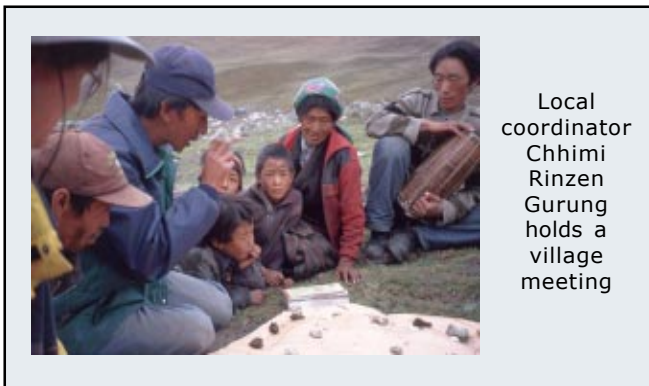 Local
coordinator
Chhimi
Rinzen
Gurung
holds a
village
meeting